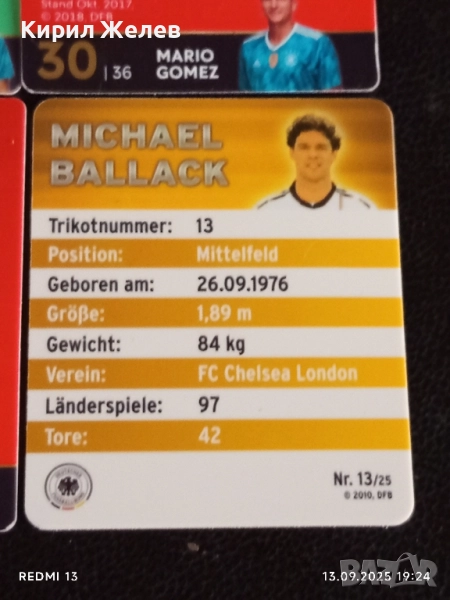 Кирил Желев
Stand Okt. 2017
© 2018, DFB
30 | 36
MARIO
GOMEZ
MICHAEL
BALLACK
Trikotnummer: 13
Position: Mittelfeld
Geboren am: 26.09.1976
Größe: 1,89 m
Gewicht: 84 kg
Verein: FC Chelsea London
Länderspiele: 97
Tore: 42
Nr. 13/25
© 2010, DFB
REDMI 13
13.09.2025 19:24
BAZAR